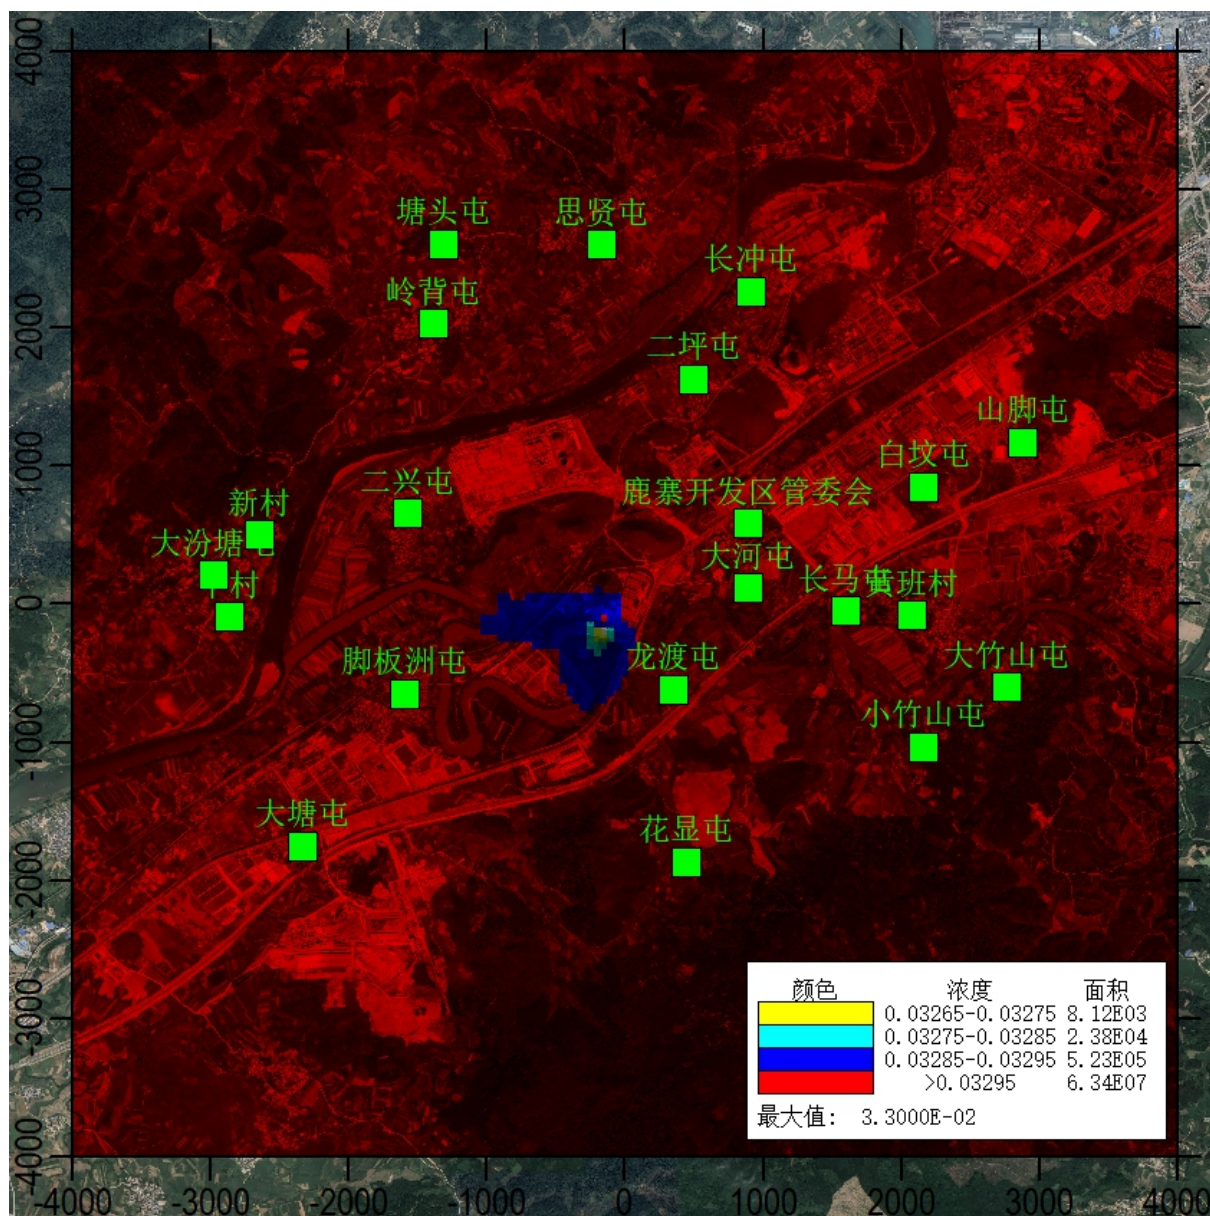 4000
3000
2000
1000
0
-1000
-2000
-3000
-4000
塘头屯
思贤屯
长冲屯
岭背屯
二坪屯
山脚屯
白坟屯
二兴屯
鹿寨开发区管委会
新村
大汾塘屯
村
大河屯
长马屯
黄班村
脚板洲屯
龙渡屯
大竹山屯
小竹山屯
大塘屯
花显屯
颜色 浓度 面积
0.03265-0.03275 8.12E03
0.03275-0.03285 2.38E04
0.03285-0.03295 5.23E05
>0.03295 6.34E07
最大值: 3.3000E-02
-4000 -3000 -2000 -1000 0 1000 2000 3000 4000